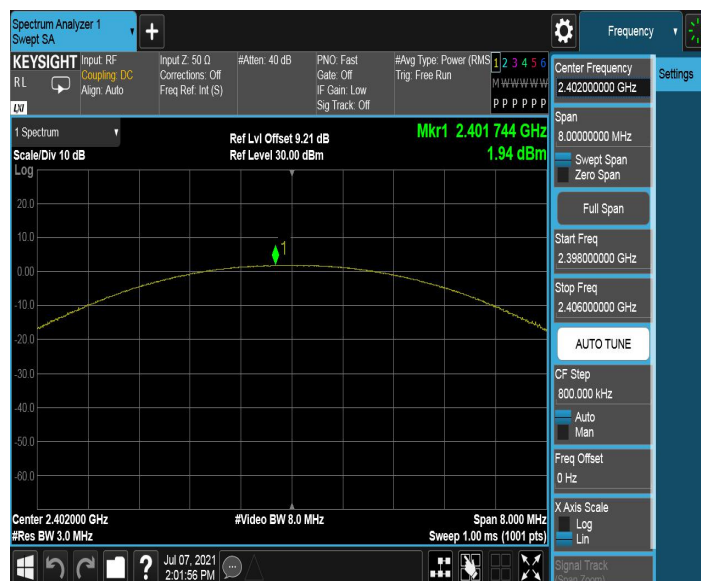 Spectrum Analyzer 1
Swept SA
+
Frequency
KEYSIGHT
RL
LXI
Input: RF
Coupling: DC
Align: Auto
Input Z: 50 Ω
Corrections: Off
Freq Ref: Int (S)
#Atten: 40 dB
PNO: Fast
Gate: Off
IF Gain: Low
Sig Track: Off
#Avg Type: Power (RMS
Trig: Free Run
1 2 3 4 5 6
M W W W W W
P P P P P P
1 Spectrum
Scale/Div 10 dB
Ref Lvl Offset 9.21 dB
Ref Level 30.00 dBm
Mkr1 2.401 744 GHz
1.94 dBm
Log
20.0
10.0
1
0.00
-10.0
-20.0
-30.0
-40.0
-50.0
-60.0
Center 2.402000 GHz
#Res BW 3.0 MHz
#Video BW 8.0 MHz
Span 8.000 MHz
Sweep 1.00 ms (1001 pts)
Jul 07, 2021
2:01:56 PM
Center Frequency
2.402000000 GHz
Settings
Span
8.00000000 MHz
Swept Span
Zero Span
Full Span
Start Freq
2.398000000 GHz
Stop Freq
2.406000000 GHz
AUTO TUNE
CF Step
800.000 kHz
Auto
Man
Freq Offset
0 Hz
X Axis Scale
Log
Lin
Signal Track
(Span Zoom)